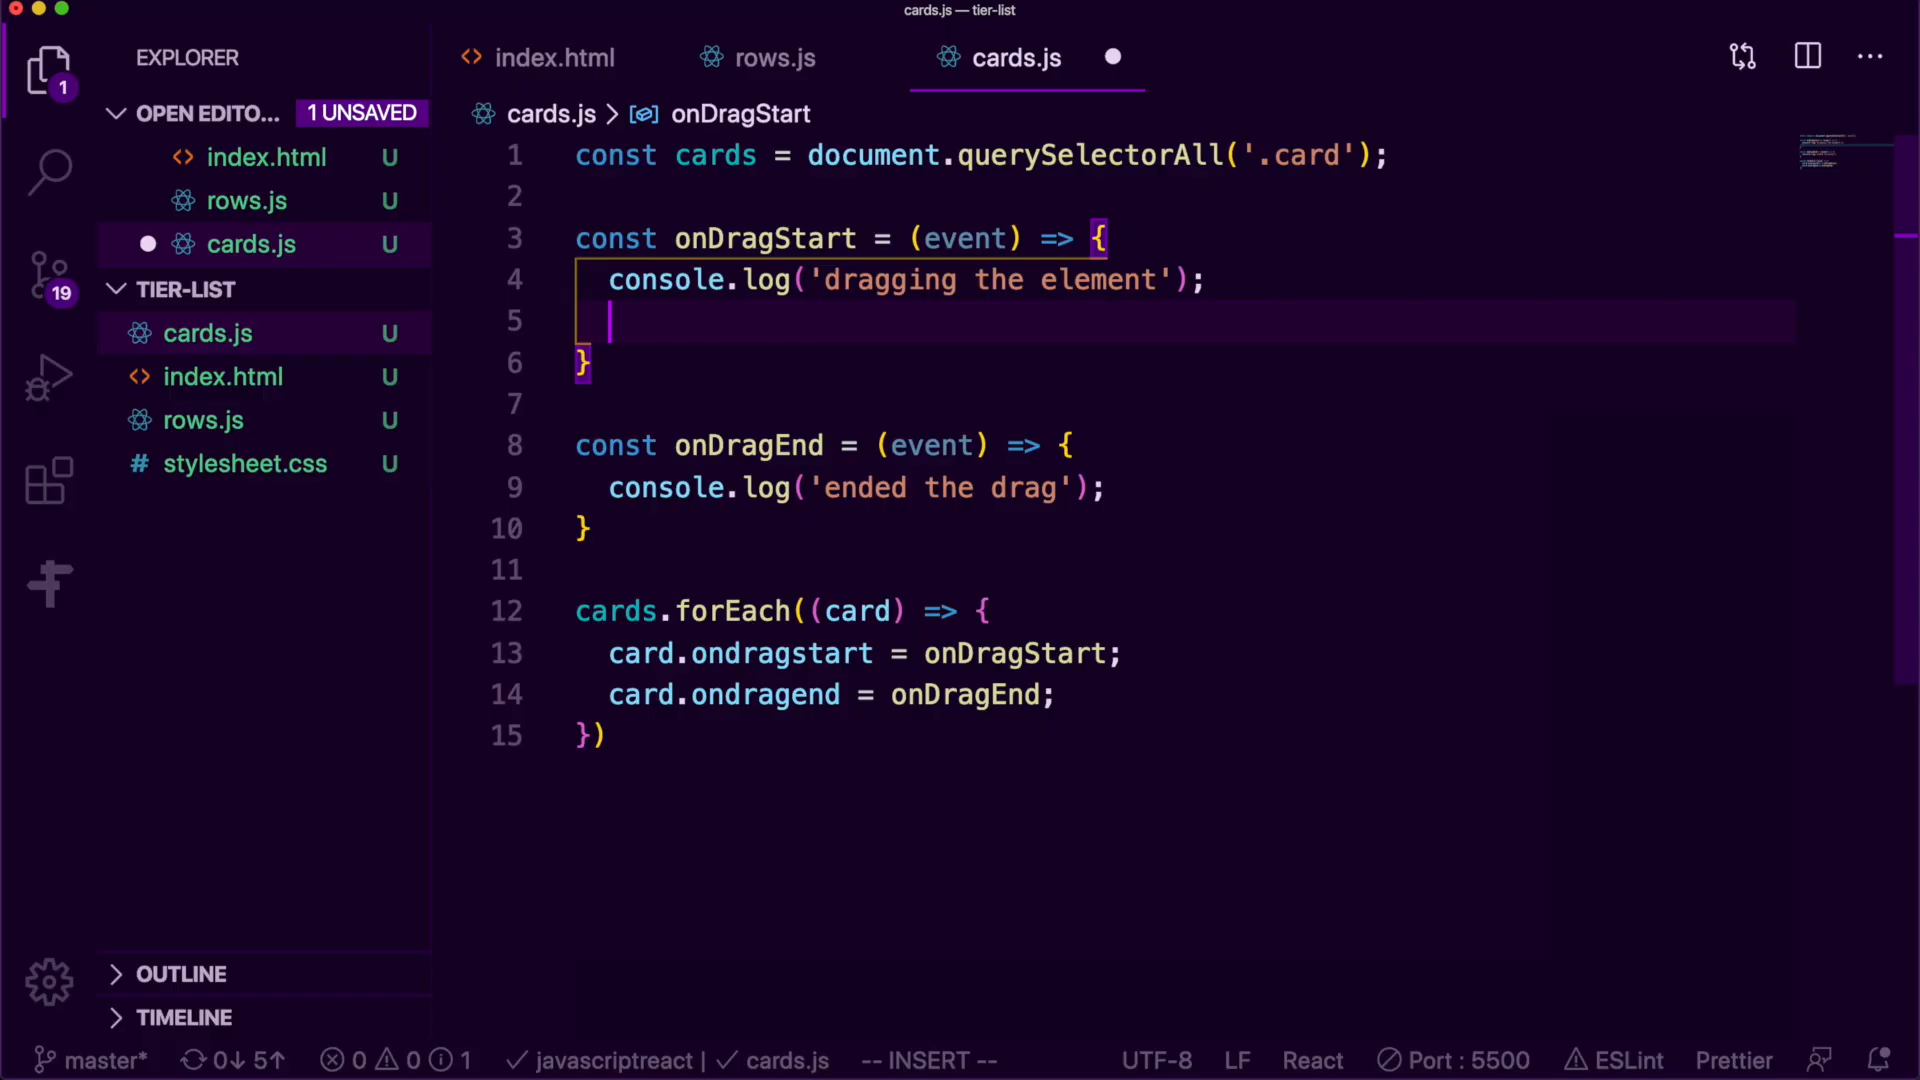 cards.js — tier-list
EXPLORER
OPEN EDITO... 1 UNSAVED
<> index.html U
rows.js U
cards.js U
TIER-LIST
cards.js U
<> index.html U
rows.js U
# stylesheet.css U
1
19
OUTLINE
TIMELINE
<> index.html
rows.js
cards.js
...
cards.js > onDragStart
1 const cards = document.querySelectorAll('.card');
2
3 const onDragStart = (event) => {
4   console.log('dragging the element');
5
6 }
7
8 const onDragEnd = (event) => {
9   console.log('ended the drag');
10 }
11
12 cards.forEach((card) => {
13   card.ondragstart = onDragStart;
14   card.ondragend = onDragEnd;
15 })
master* 0↓ 5↑ 0 0 1 ✓ javascriptreact | ✓ cards.js -- INSERT -- UTF-8 LF React Port : 5500 ESLint Prettier